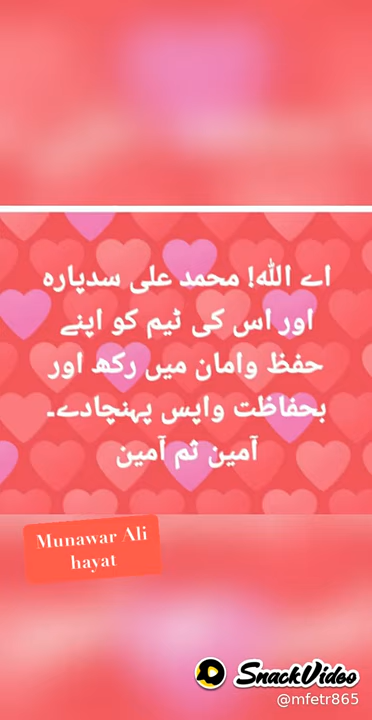 اے اللہ! محمد علی سدپارہ
اور اس کی ٹیم کو اپنے
حفظ وامان میں رکھ اور
بحفاظت واپس پہنچادے۔
آمین ثم آمین
Munawar Ali
hayat
SnackVideo
@mfetr865